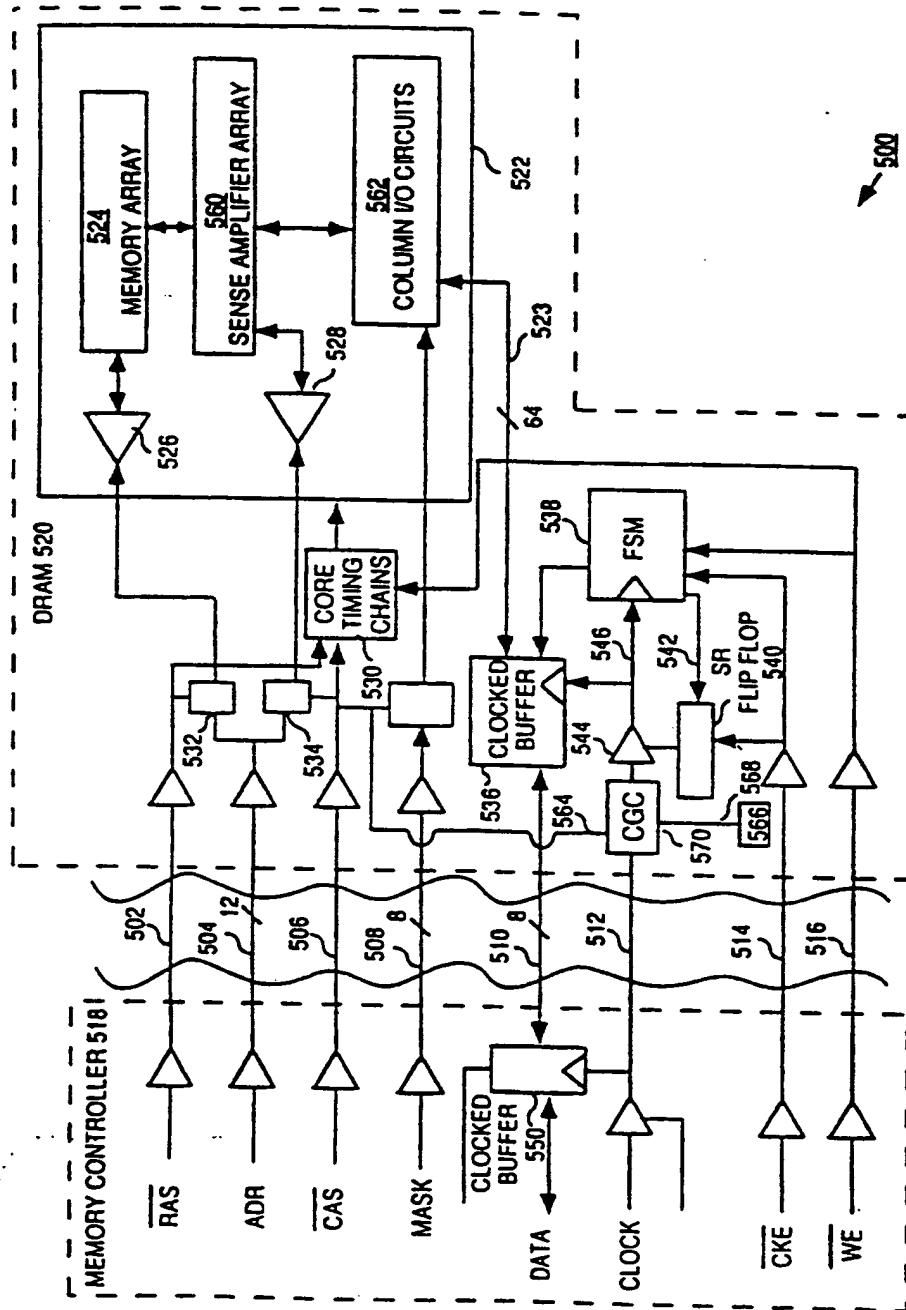 DRAM 520
524
MEMORY ARRAY
560
SENSE AMPLIFIER ARRAY
562
COLUMN I/O CIRCUITS
526
528
522
523
64
500
CORE
TIMING
CHAINS
530
532
534
CLOCKED
BUFFER
536
538
FSM
546
542
544
SR
FLIP FLOP
540
564
CGC
570
568
566
502
504
12
506
508
8
510
8
512
514
516
MEMORY CONTROLLER 518
RAS
ADR
CAS
MASK
CLOCKED
BUFFER
550
DATA
CLOCK
CKE
WE